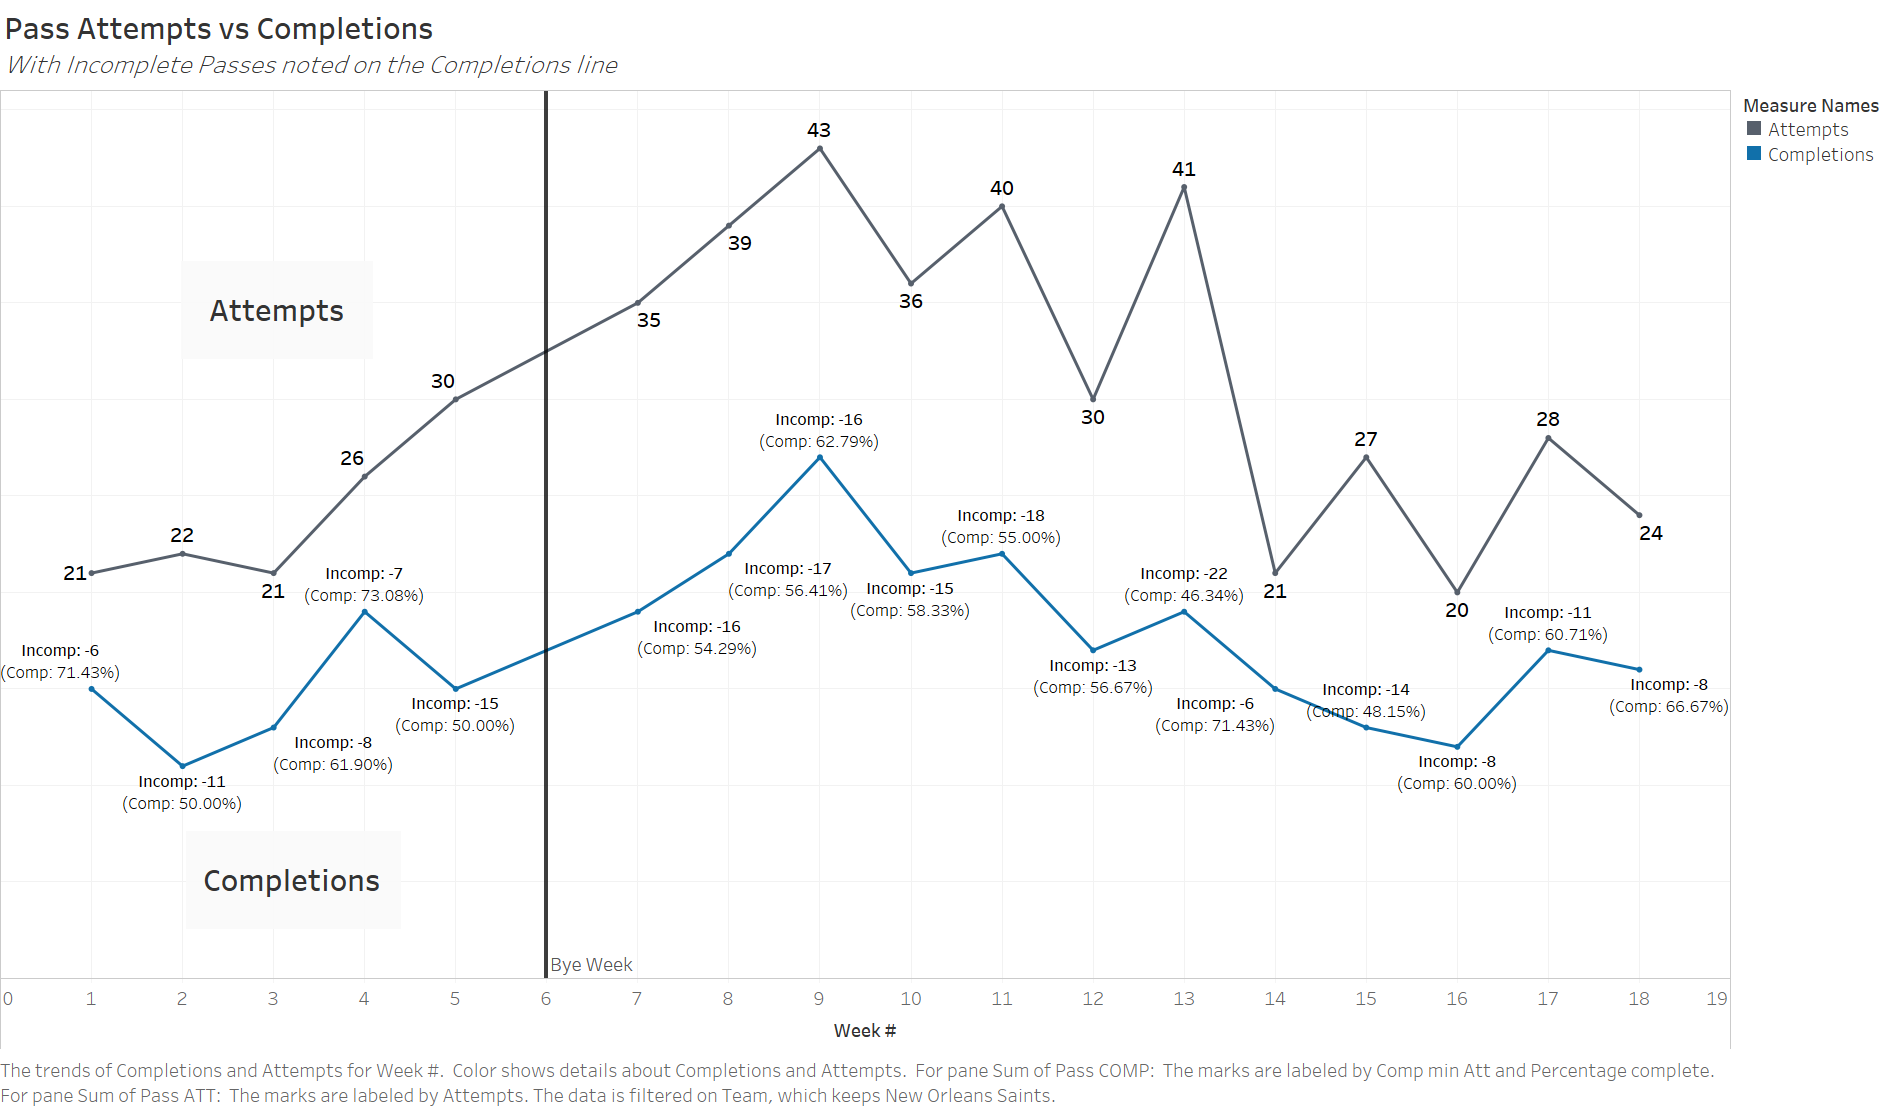 Pass Attempts vs Completions
With Incomplete Passes noted on the Completions line
Measure Names
Attempts
Completions
43
41
40
39
36
35
Attempts
30
30
Incomp: -16
(Comp: 62.79%)
28
27
26
Incomp: -18
(Comp: 55.00%)
24
22
21
21
Incomp: -7
(Comp: 73.08%)
Incomp: -17
(Comp: 56.41%)
Incomp: -15
(Comp: 58.33%)
Incomp: -22
(Comp: 46.34%)
21
20
Incomp: -11
(Comp: 60.71%)
Incomp: -16
(Comp: 54.29%)
Incomp: -6
(Comp: 71.43%)
Incomp: -13
(Comp: 56.67%)
Incomp: -14
(Comp: 48.15%)
Incomp: -8
(Comp: 66.67%)
Incomp: -15
(Comp: 50.00%)
Incomp: -6
(Comp: 71.43%)
Incomp: -8
(Comp: 61.90%)
Incomp: -8
(Comp: 60.00%)
Incomp: -11
(Comp: 50.00%)
Completions
Bye Week
0 1 2 3 4 5 6 7 8 9 10 11 12 13 14 15 16 17 18 19
Week #
The trends of Completions and Attempts for Week #. Color shows details about Completions and Attempts. For pane Sum of Pass COMP: The marks are labeled by Comp min Att and Percentage complete.
For pane Sum of Pass ATT: The marks are labeled by Attempts. The data is filtered on Team, which keeps New Orleans Saints.